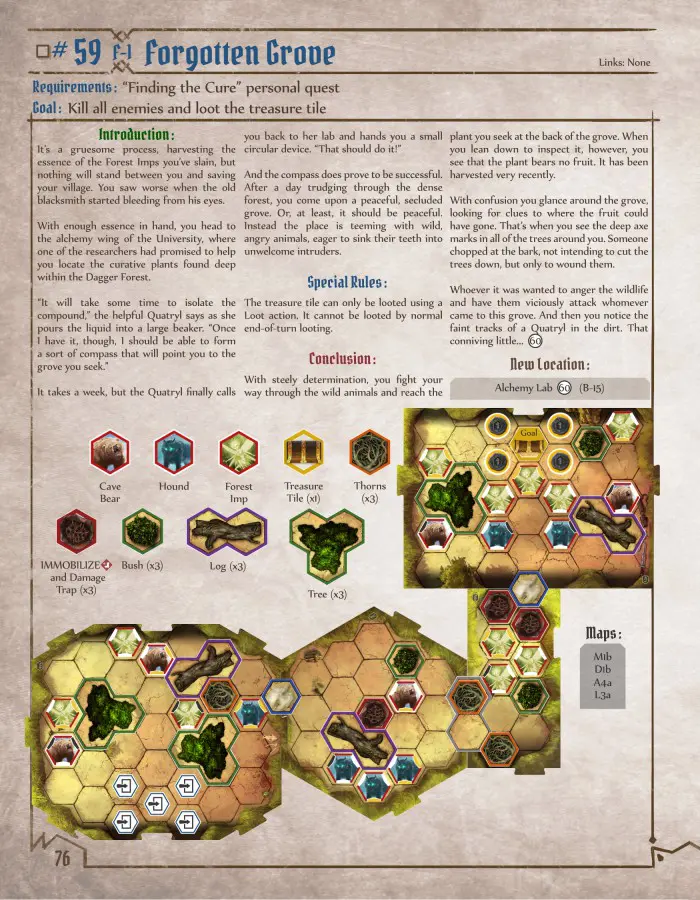 # 59 F-1 Forgotten Grove
Links: None
Requirements: “Finding the Cure” personal quest
Goal: Kill all enemies and loot the treasure tile
Introduction:
It’s a gruesome process, harvesting the
essence of the Forest Imps you’ve slain, but
nothing will stand between you and saving
your village. You saw worse when the old
blacksmith started bleeding from his eyes.
With enough essence in hand, you head to
the alchemy wing of the University, where
one of the researchers had promised to help
you locate the curative plants found deep
within the Dagger Forest.
“It will take some time to isolate the
compound,” the helpful Quatryl says as she
pours the liquid into a large beaker. “Once
I have it, though, I should be able to form
a sort of compass that will point you to the
grove you seek.”
It takes a week, but the Quatryl finally calls
you back to her lab and hands you a small
circular device. “That should do it!”
And the compass does prove to be successful.
After a day trudging through the dense
forest, you come upon a peaceful, secluded
grove. Or, at least, it should be peaceful.
Instead the place is teeming with wild,
angry animals, eager to sink their teeth into
unwelcome intruders.
Special Rules:
The treasure tile can only be looted using a
Loot action. It cannot be looted by normal
end-of-turn looting.
Conclusion:
With steely determination, you fight your
way through the wild animals and reach the
plant you seek at the back of the grove. When
you lean down to inspect it, however, you
see that the plant bears no fruit. It has been
harvested very recently.
With confusion you glance around the grove,
looking for clues to where the fruit could
have gone. That’s when you see the deep axe
marks in all of the trees around you. Someone
chopped at the bark, not intending to cut the
trees down, but only to wound them.
Whoever it was wanted to anger the wildlife
and have them viciously attack whomever
came to this grove. And then you notice the
faint tracks of a Quatryl in the dirt. That
conniving little... 60
New Location:
Alchemy Lab 60 (B-15)
Goal
1 1
1 1
Cave
Bear
Hound
Forest
Imp
Treasure
Tile (x1)
Thorns
(x3)
IMMOBILIZE
and Damage
Trap (x3)
Bush (x3)
Log (x3)
Tree (x3)
Maps:
M1b
D1b
A4a
L3a
76